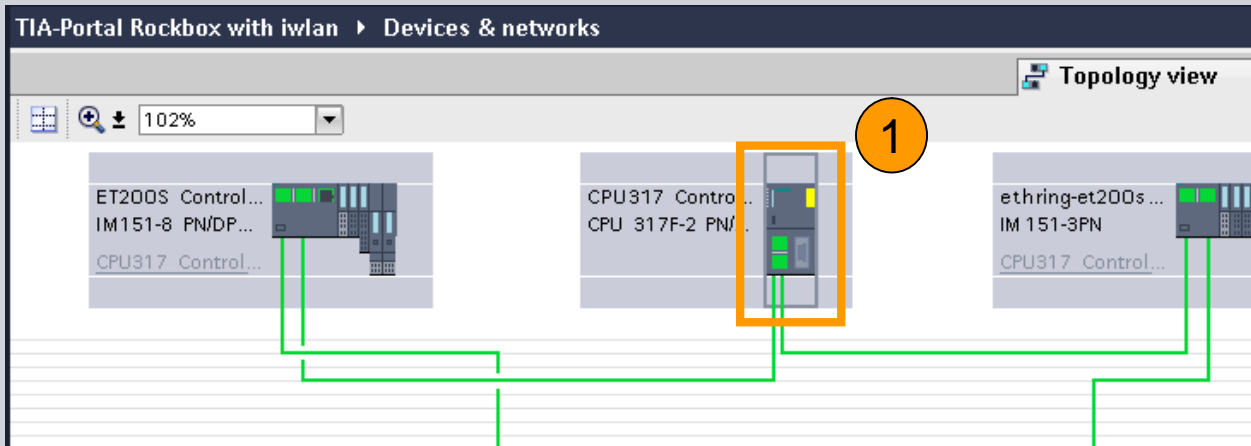 TIA-Portal Rockbox with iwlan ▸ Devices & networks
Topology view
102%
1
ET200S Control...
IM151-8 PN/DP...
CPU317 Control...
CPU317 Contro...
CPU 317F-2 PN/...
ethring-et200s...
IM 151-3PN
CPU317 Control...